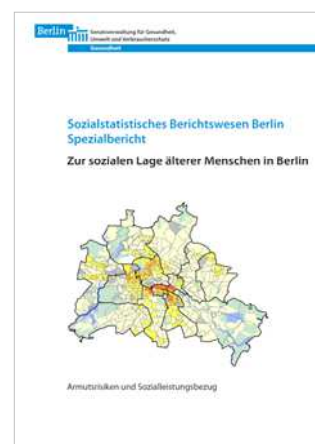 Berlin
Senatsverwaltung für Gesundheit,
Umwelt und Verbraucherschutz
Gesundheit
Sozialstatistisches Berichtswesen Berlin
Spezialbericht
Zur sozialen Lage älterer Menschen in Berlin
Armutsrisiken und Sozialleistungsbezug